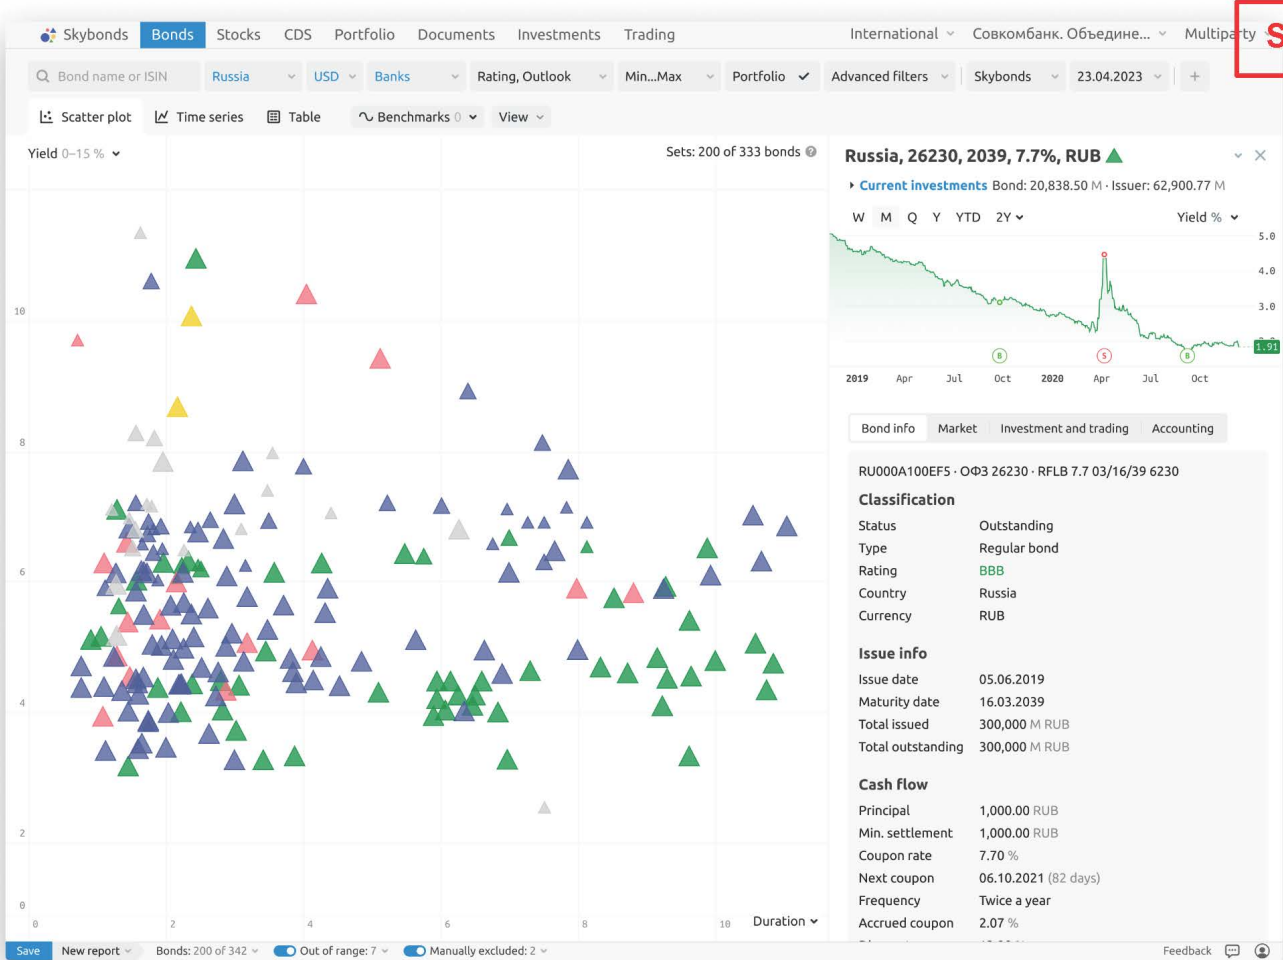 Skybonds Bonds Stocks CDS Portfolio Documents Investments Trading International Совкомбанк. Объедине... Multiparty S
Bond name or ISIN Russia USD Banks Rating, Outlook Min...Max Portfolio Advanced filters Skybonds 23.04.2023 +
Scatter plot Time series Table Benchmarks 0 View
Yield 0–15 % Sets: 200 of 333 bonds
10
8
6
4
2
0
0 2 4 6 8 10 Duration
Russia, 26230, 2039, 7.7%, RUB
Current investments Bond: 20,838.50 M · Issuer: 62,900.77 M
W M Q Y YTD 2Y Yield %
5.0
4.0
3.0
1.91
B S B
2019 Apr Jul Oct 2020 Apr Jul Oct
Bond info Market Investment and trading Accounting
RU000A100EF5 · ОФЗ 26230 · RFLB 7.7 03/16/39 6230
Classification
Status Outstanding
Type Regular bond
Rating BBB
Country Russia
Currency RUB
Issue info
Issue date 05.06.2019
Maturity date 16.03.2039
Total issued 300,000 M RUB
Total outstanding 300,000 M RUB
Cash flow
Principal 1,000.00 RUB
Min. settlement 1,000.00 RUB
Coupon rate 7.70 %
Next coupon 06.10.2021 (82 days)
Frequency Twice a year
Accrued coupon 2.07 %
Save New report Bonds: 200 of 342 Out of range: 7 Manually excluded: 2 Feedback